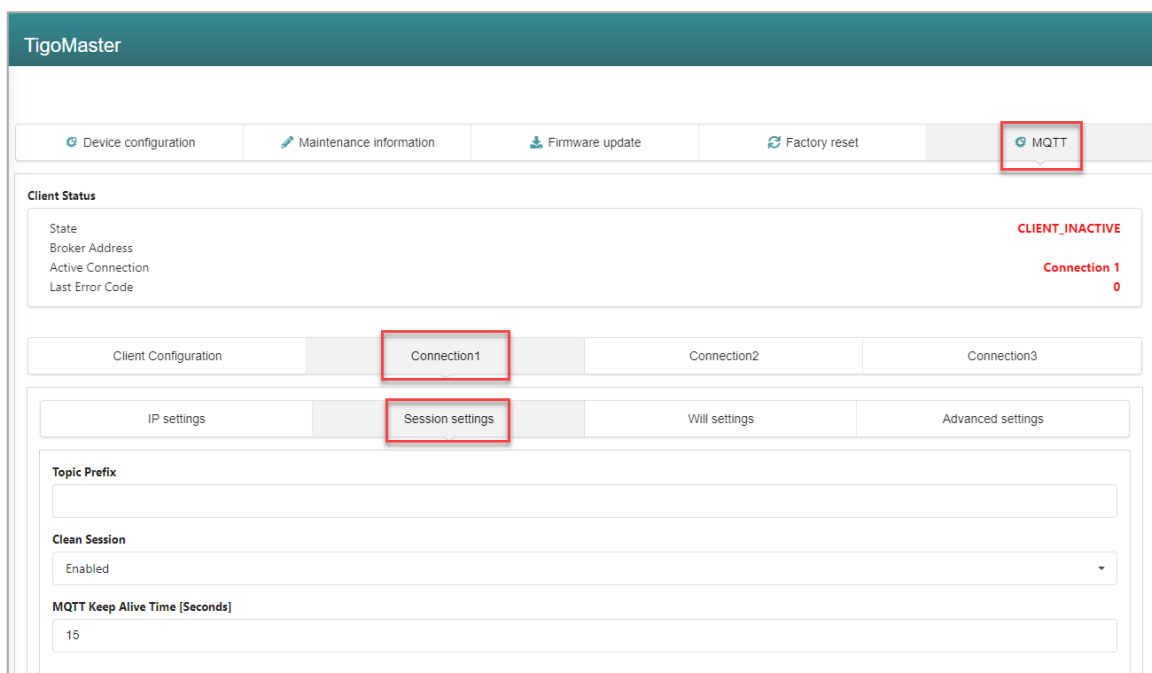 TigoMaster
Device configuration
Maintenance information
Firmware update
Factory reset
MQTT
Client Status
State CLIENT_INACTIVE
Broker Address
Active Connection Connection 1
Last Error Code 0
Client Configuration
Connection1
Connection2
Connection3
IP settings
Session settings
Will settings
Advanced settings
Topic Prefix
Clean Session
Enabled
MQTT Keep Alive Time [Seconds]
15